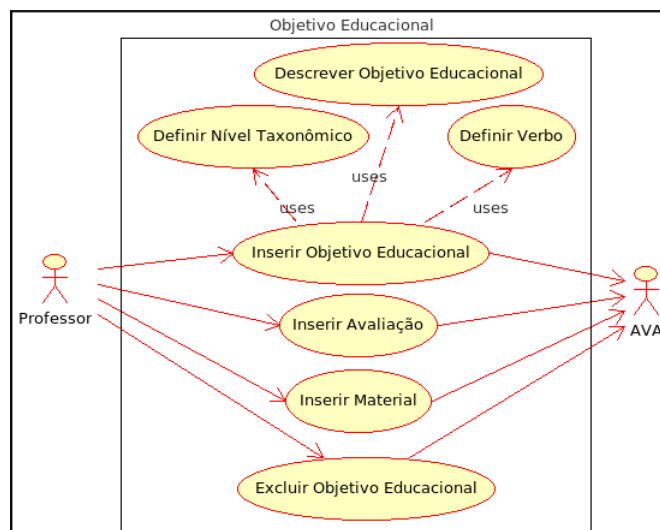 Objetivo Educacional
Descrever Objetivo Educacional
Definir Nível Taxonômico
Definir Verbo
uses
uses
uses
Inserir Objetivo Educacional
Professor
AVA
Inserir Avaliação
Inserir Material
Excluir Objetivo Educacional